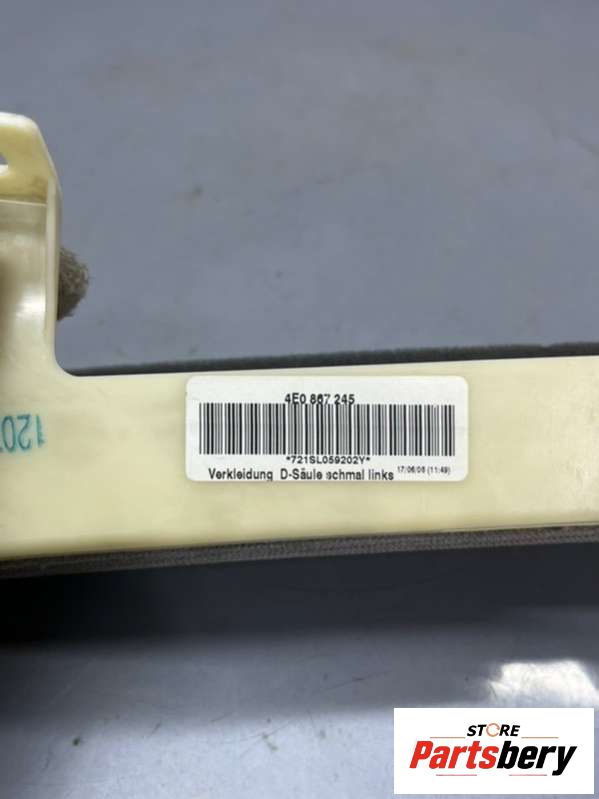 4E0 867 245
*721SL059202Y*
Verkleidung D-Säule schmal links 17/06/08 (11:49)
120
STORE
Partsbery